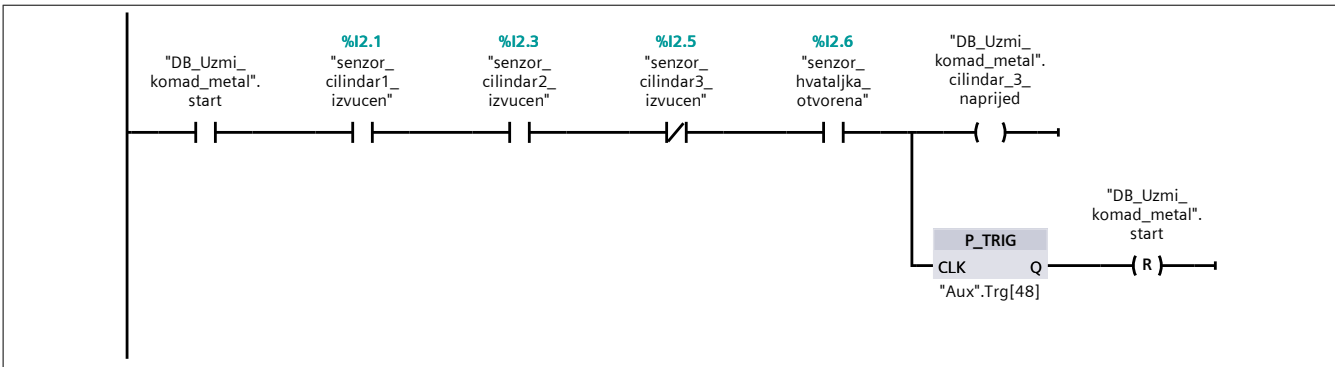 "DB_Uzmi_
komad_metal".
start
%I2.1
"senzor_
cilindar1_
izvucen"
%I2.3
"senzor_
cilindar2_
izvucen"
%I2.5
"senzor_
cilindar3_
izvucen"
%I2.6
"senzor_
hvataljka_
otvorena"
"DB_Uzmi_
komad_metal".
cilindar_3_
naprijed
"DB_Uzmi_
komad_metal".
start
P_TRIG
CLK Q
R
"Aux".Trg[48]